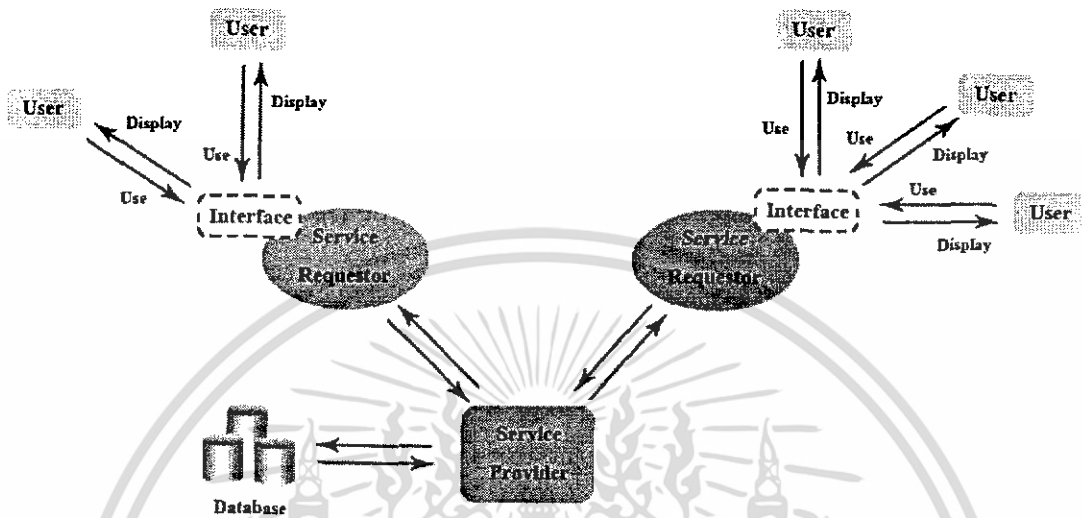 User
User
Display
Use
Use
Display
Interface
Service
Requestor
User
User
Display
Use
Use
Display
Use
User
Display
Interface
Service
Requestor
Service
Provider
Database